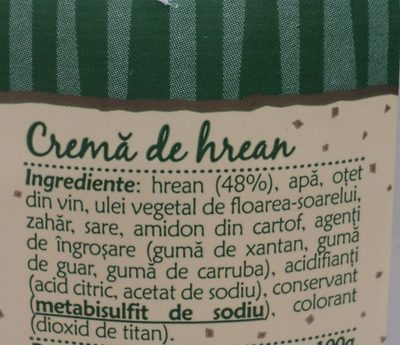 Cremă de hrean
Ingrediente: hrean (48%), apă, oțet
din vin, ulei vegetal de floarea-soarelui,
zahăr, sare, amidon din cartof, agenți
de îngroșare (gumă de xantan, gumă
de guar, gumă de carruba), acidifianți
(acid citric, acetat de sodiu), conservant
(metabisulfit de sodiu), colorant
(dioxid de titan).
100g